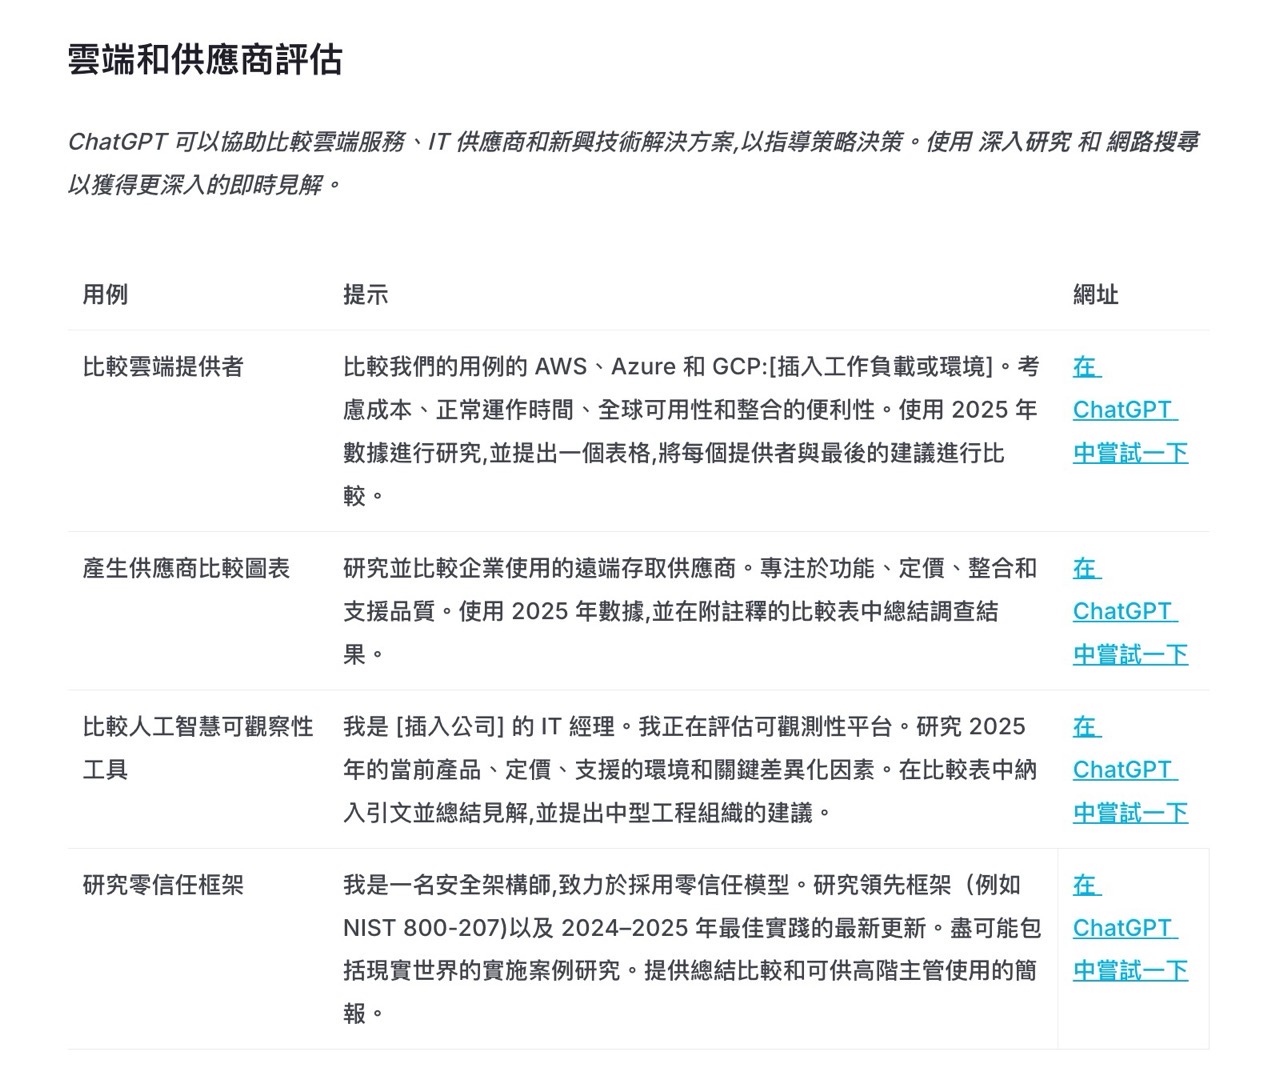 雲端和供應商評估
ChatGPT 可以協助比較雲端服務、IT 供應商和新興技術解決方案,以指導策略決策。使用 深入研究 和 網路搜尋
以獲得更深入的即時見解。
用例
提示
網址
比較雲端提供者
比較我們的用例的 AWS、Azure 和 GCP:[插入工作負載或環境]。考
慮成本、正常運作時間、全球可用性和整合的便利性。使用 2025 年
數據進行研究,並提出一個表格,將每個提供者與最後的建議進行比
較。
在
ChatGPT
中嘗試一下
產生供應商比較圖表
研究並比較企業使用的遠端存取供應商。專注於功能、定價、整合和
支援品質。使用 2025 年數據,並在附註釋的比較表中總結調查結
果。
在
ChatGPT
中嘗試一下
比較人工智慧可觀察性
工具
我是 [插入公司] 的 IT 經理。我正在評估可觀測性平台。研究 2025
年的當前產品、定價、支援的環境和關鍵差異化因素。在比較表中納
入引文並總結見解,並提出中型工程組織的建議。
在
ChatGPT
中嘗試一下
研究零信任框架
我是一名安全架構師,致力於採用零信任模型。研究領先框架（例如
NIST 800-207)以及 2024–2025 年最佳實踐的最新更新。盡可能包
括現實世界的實施案例研究。提供總結比較和可供高階主管使用的簡
報。
在
ChatGPT
中嘗試一下